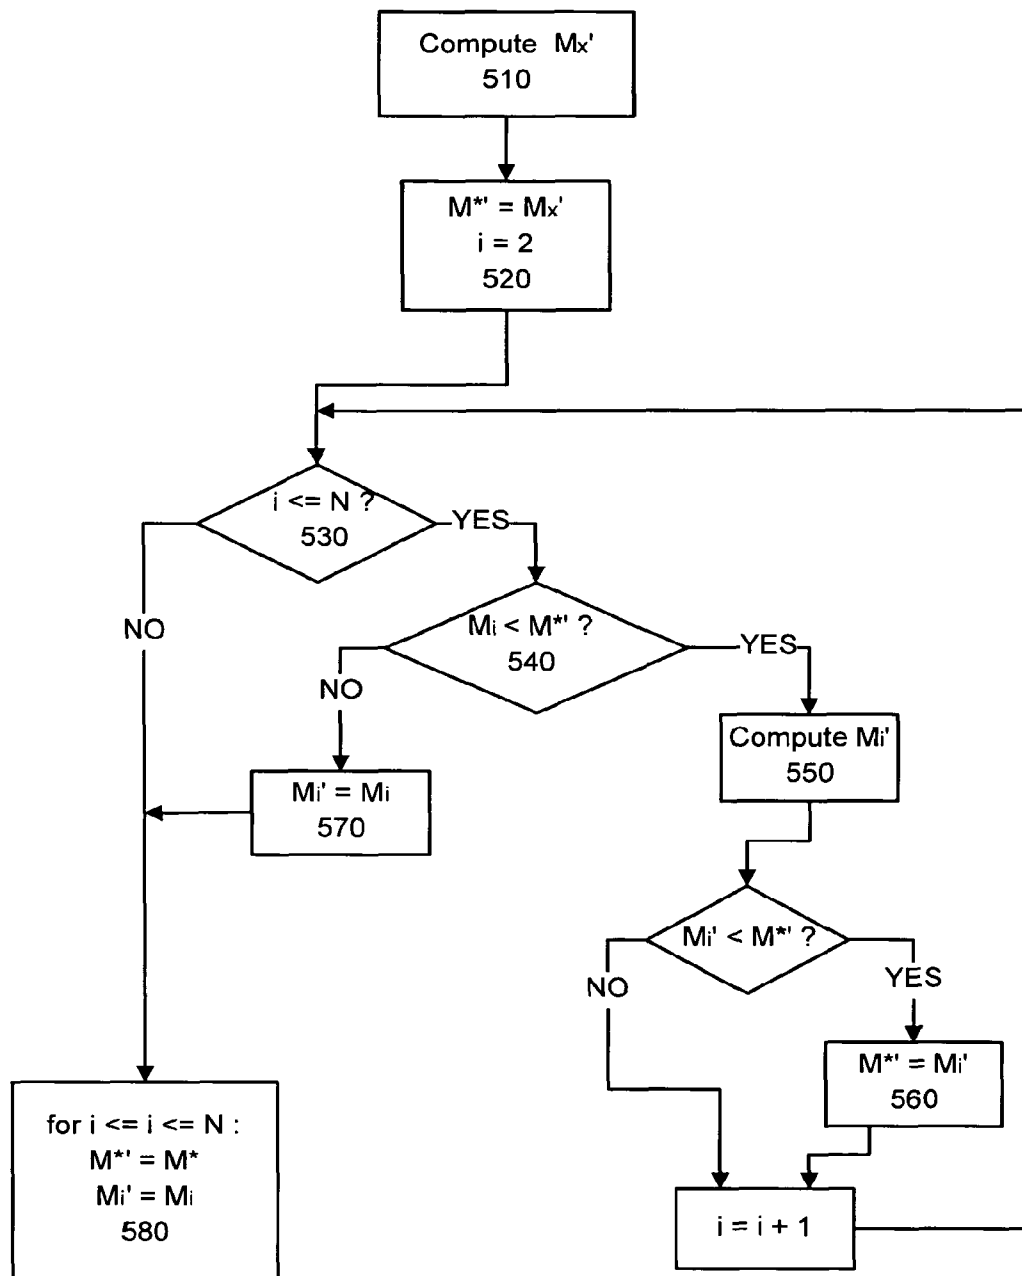 Compute Mx'
510
M*' = Mx'
i = 2
520
i <= N ?
530
YES
NO
Mi < M*' ?
540
YES
NO
Compute Mi'
550
Mi' = Mi
570
Mi' < M*' ?
NO
YES
M*' = Mi'
560
for i <= i <= N :
M*' = M*
Mi' = Mi
580
i = i + 1